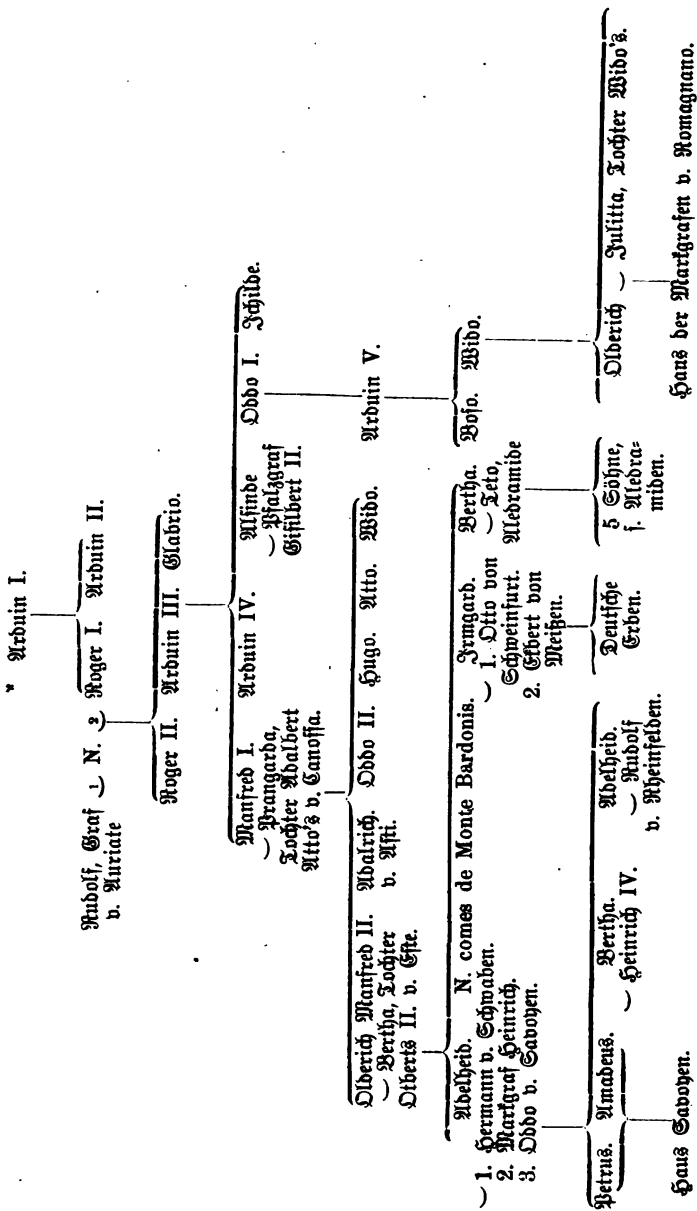 Arduin I.
Roger I. Arduin II.
Rudolf, Graf 1 N. 2
v. Auriate
Roger II. Arduin III. Glabrio.
Manfred I. Arduin IV. Alsinde Oddo I. Ichilde.
Prangarda,
Tochter Adalbert
Atto's v. Canossa.
Pfalzgraf
Gisilbert II.
Olderich Manfred II. Adalrich. Oddo II. Hugo. Atto. Wido.
v. Asti.
Bertha, Tochter
Otberts II. v. Este.
Arduin V.
Adelheid. N. comes de Monte Bardonis. Irmgard. Bertha.
1. Hermann v. Schwaben.
2. Markgraf Heinrich.
3. Oddo v. Savoyen.
1. Otto von
Schweinfurt.
2. Ekbert von
Meißen.
Teto,
Aledramide
Boso. Wido.
Petrus. Amadeus. Bertha. Adelheid.
Heinrich IV.
Rudolf
v. Rheinfelden.
Deutsche
Erben.
5 Söhne,
s. Aledra-
miden.
Olderich Julitta, Tochter Wido's.
Haus Savoyen.
Haus der Markgrafen v. Romagnano.